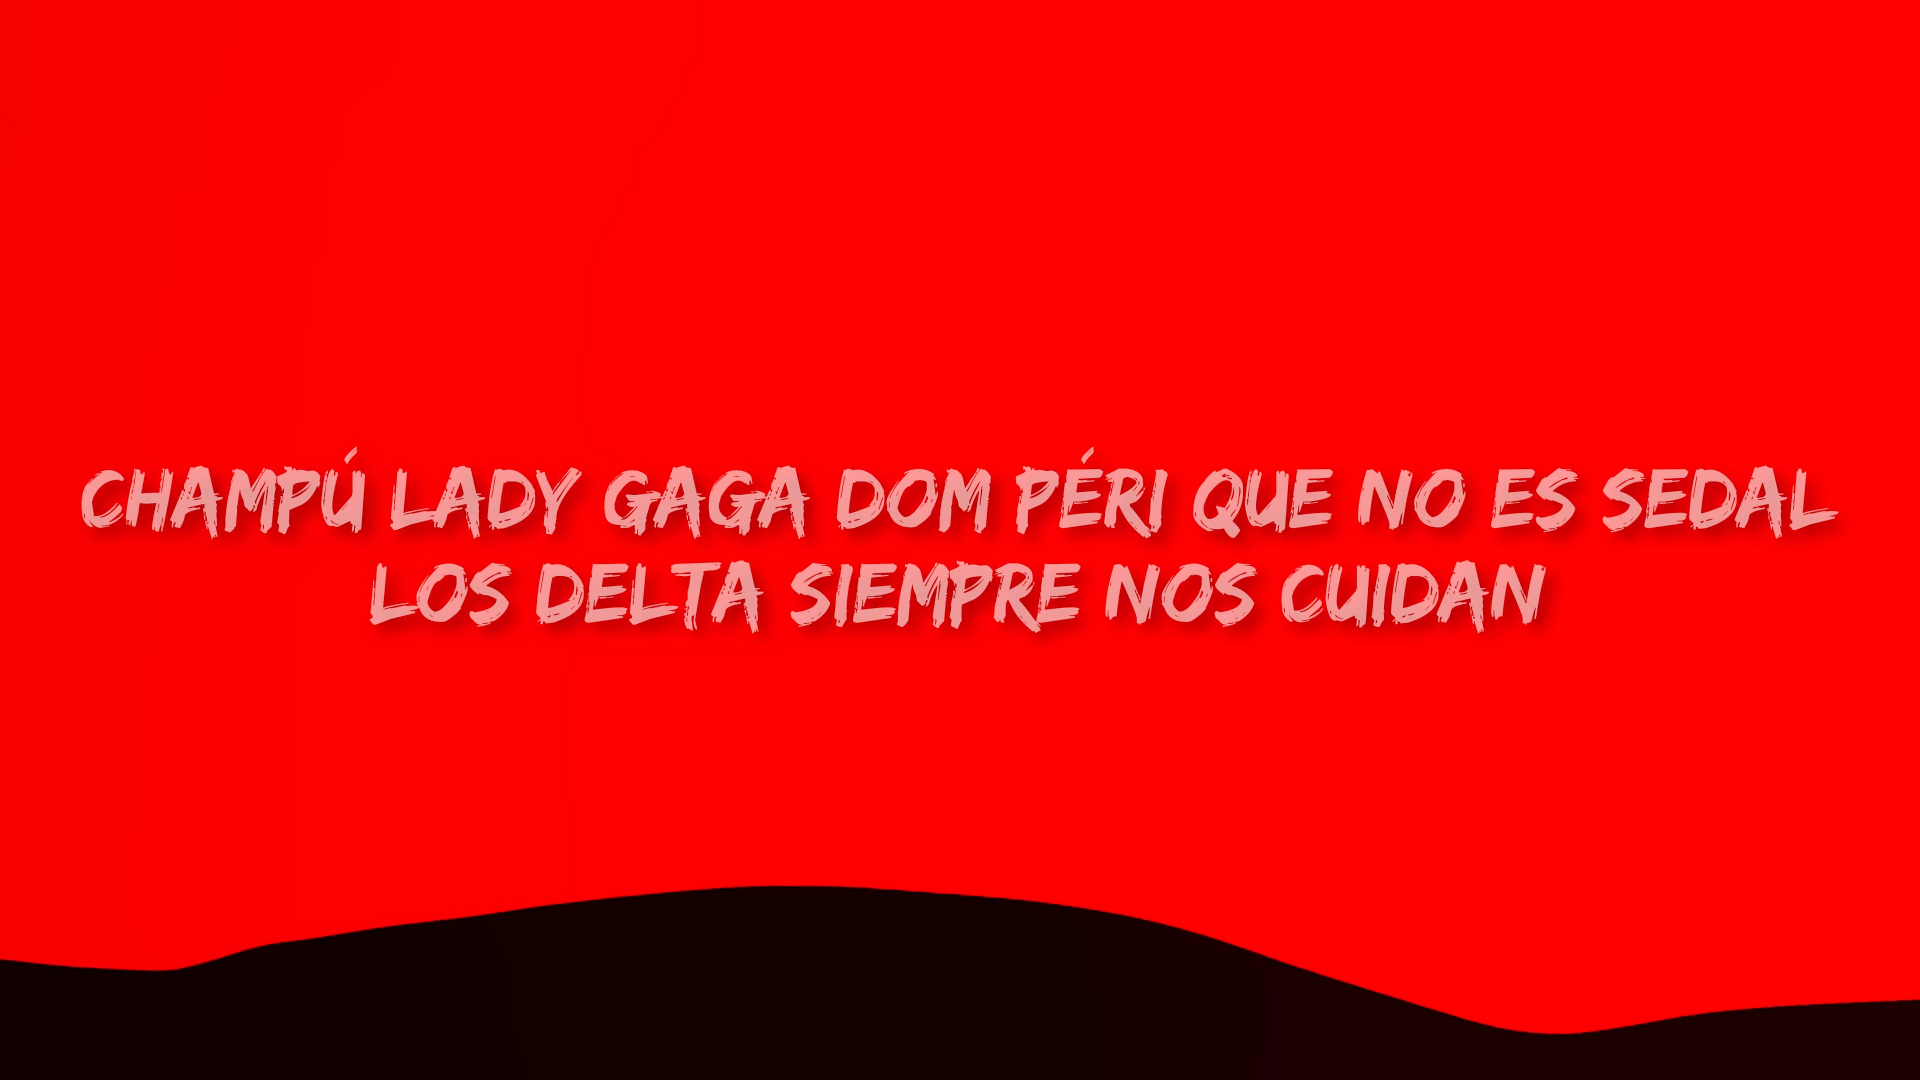 CHAMPÚ LADY GAGA DOM PÉRI QUE NO ES SEDAL
LOS DELTA SIEMPRE NOS CUIDAN